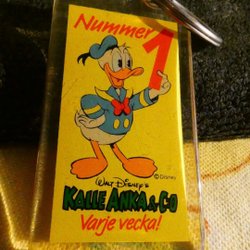 Nummer
1
©Disney
WALT DISNEY'S
KALLE ANKA & CO
Varje vecka!